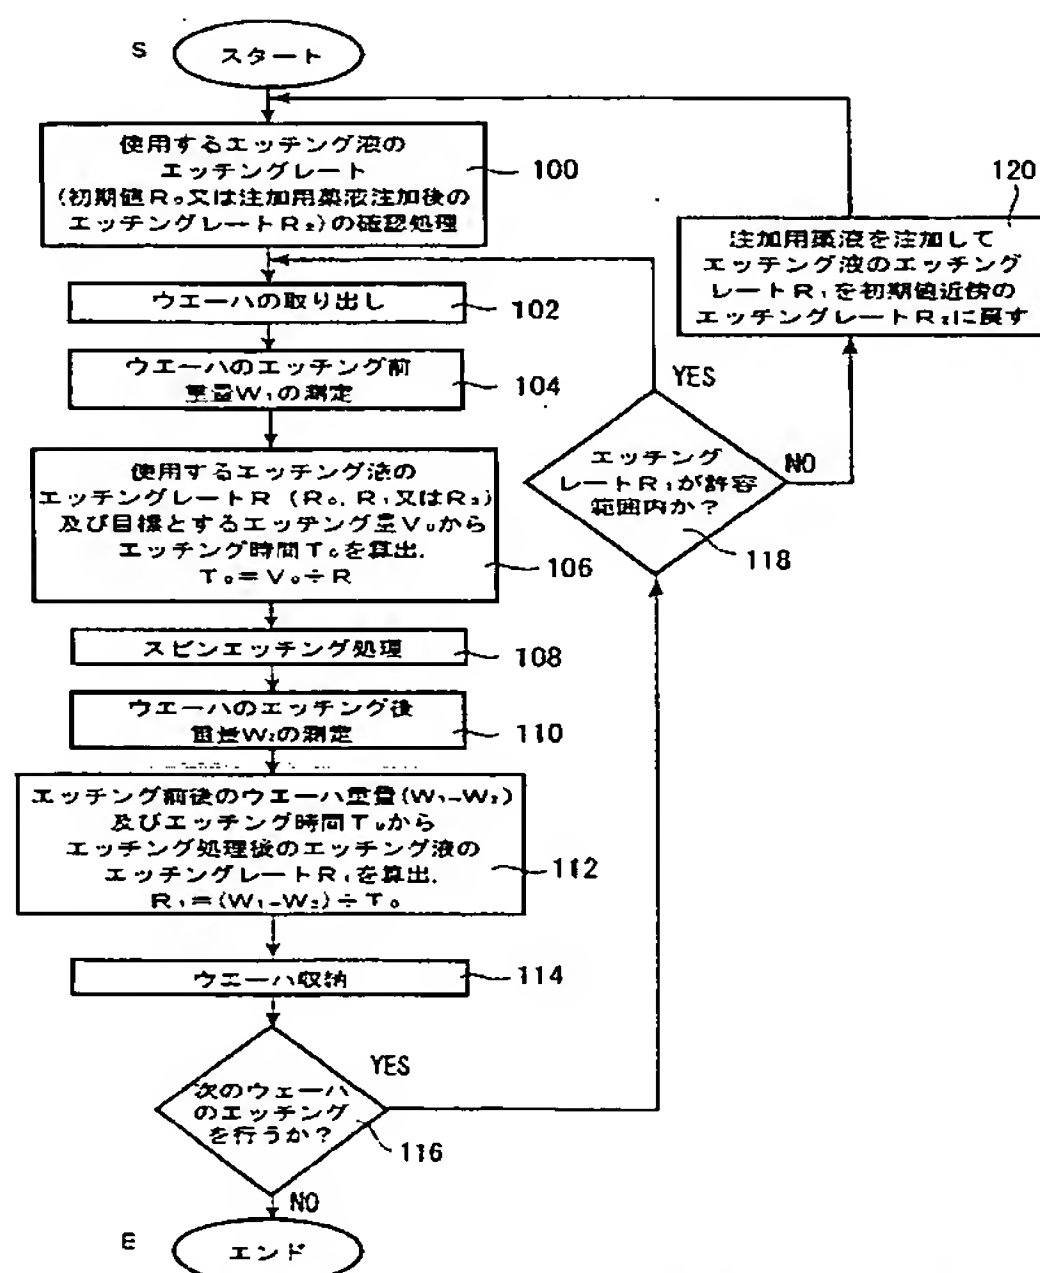 S
スタート
使用するエッチング液の
エッチングレート
(初期値R₀又は注加用薬液注加後の
エッチングレートR₂)の確認処理
100
ウエーハの取り出し
102
ウエーハのエッチング前
重量W₁の測定
104
使用するエッチング液の
エッチングレートR (R₀, R₁又はR₂)
及び目標とするエッチング量V₀から
エッチング時間T₀を算出.
T₀=V₀÷R
106
スピンエッチング処理
108
ウエーハのエッチング後
重量W₂の測定
110
エッチング前後のウエーハ重量(W₁-W₂)
及びエッチング時間T₀から
エッチング処理後のエッチング液の
エッチングレートR₁を算出.
R₁=(W₁-W₂)÷T₀
112
ウエーハ収納
114
次のウェーハ
のエッチング
を行うか?
YES
116
NO
E
エンド
エッチング
レートR₁が許容
範囲内か?
YES
NO
118
120
注加用薬液を注加して
エッチング液のエッチング
レートR₁を初期値近傍の
エッチングレートR₂に戻す